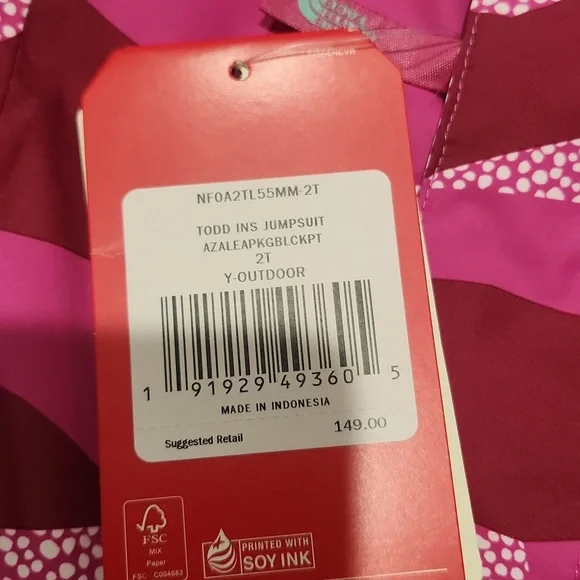 NF0A2TL55MM-2T
TODD INS JUMPSUIT
AZALEAPKGBLCKPT
2T
Y-OUTDOOR
1 91929 49360 5
MADE IN INDONESIA
Suggested Retail 149.00
FSC
MIX
Paper
FSC C004683
PRINTED WITH
SOY INK